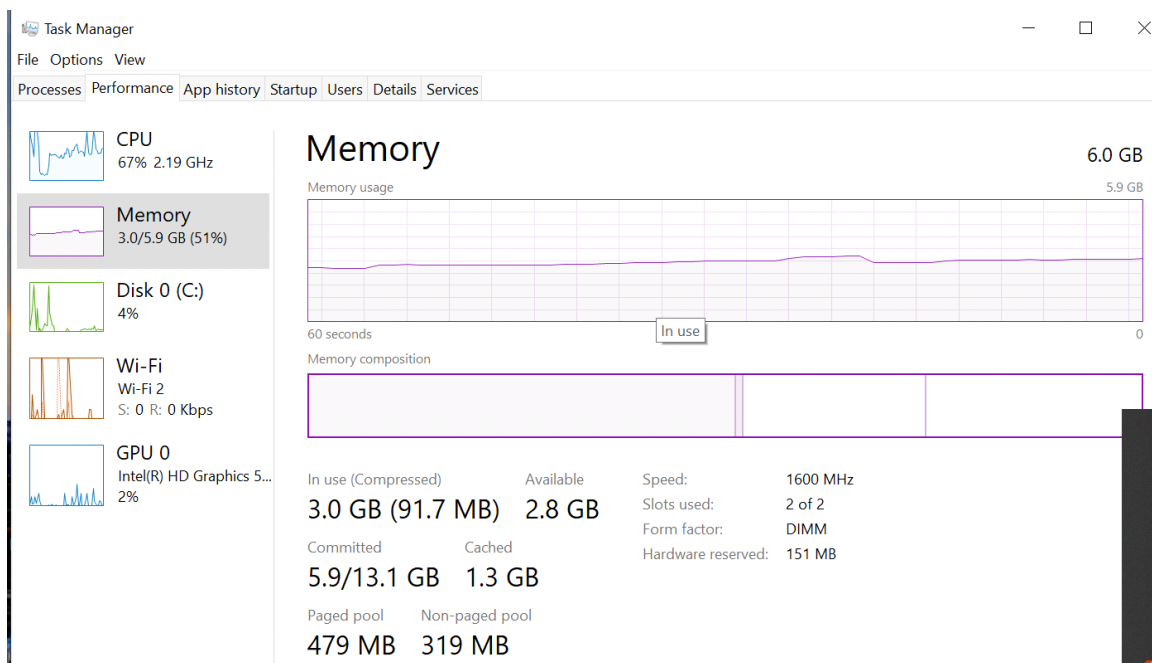 Task Manager
File Options View
Processes Performance App history Startup Users Details Services
CPU
67% 2.19 GHz
Memory
3.0/5.9 GB (51%)
Disk 0 (C:)
4%
Wi-Fi
Wi-Fi 2
S: 0 R: 0 Kbps
GPU 0
Intel(R) HD Graphics 5...
2%
Memory 6.0 GB
Memory usage 5.9 GB
60 seconds 0
In use
Memory composition
In use (Compressed) Available
3.0 GB (91.7 MB) 2.8 GB
Committed Cached
5.9/13.1 GB 1.3 GB
Paged pool Non-paged pool
479 MB 319 MB
Speed: 1600 MHz
Slots used: 2 of 2
Form factor: DIMM
Hardware reserved: 151 MB